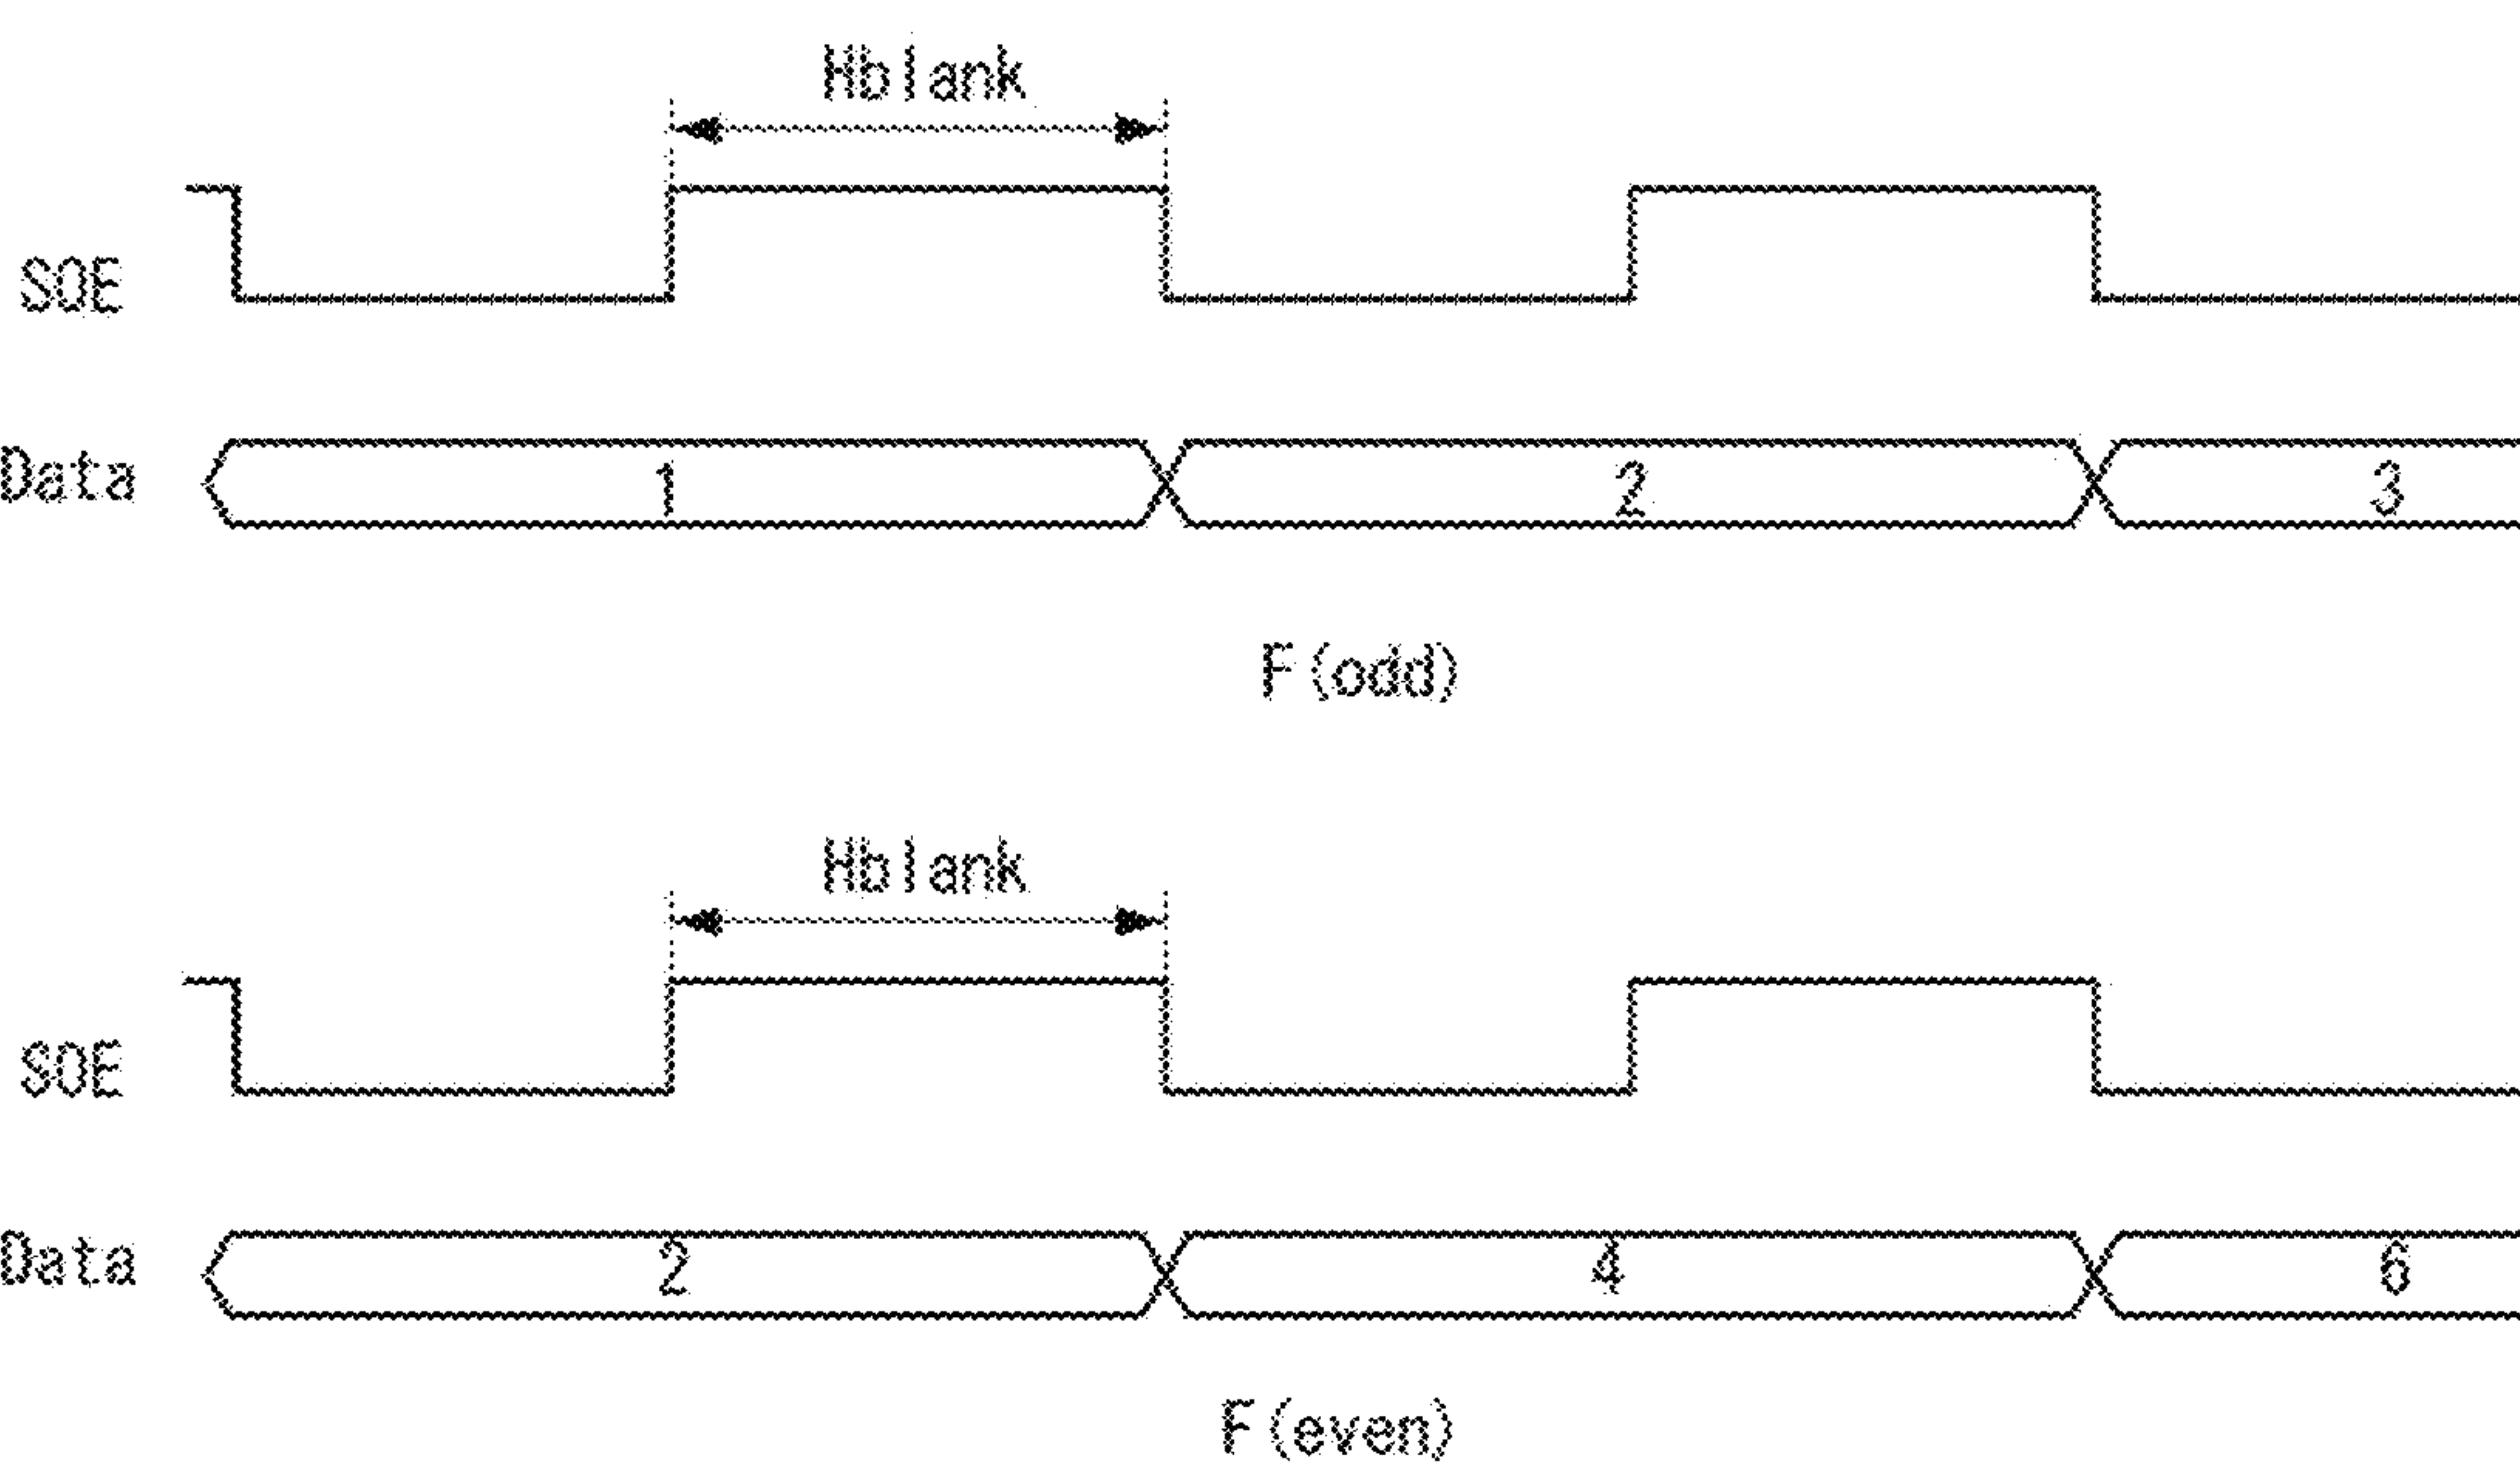 Hblank
SOE
Data 1 2 3
F(odd)
Hblank
SOE
Data 2 4 6
F(even)